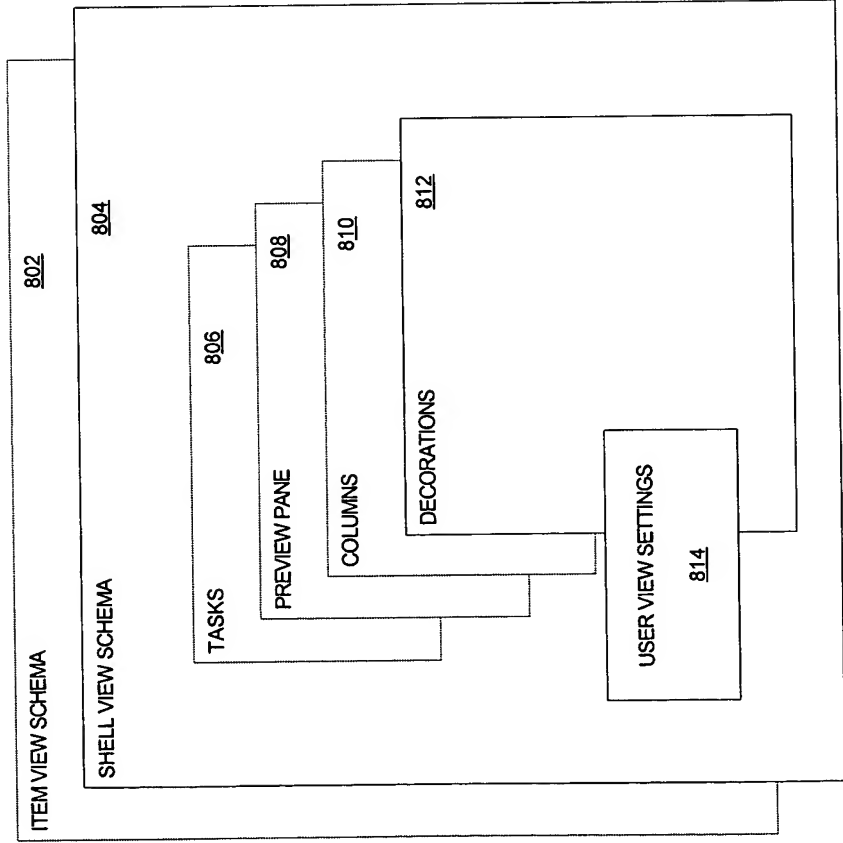 ITEM VIEW SCHEMA 802
SHELL VIEW SCHEMA 804
TASKS 806
PREVIEW PANE 808
COLUMNS 810
DECORATIONS 812
USER VIEW SETTINGS
814